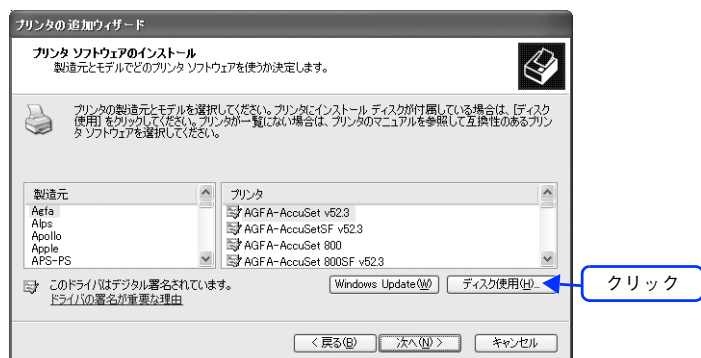 プリンタの追加ウィザード
プリンタ ソフトウェアのインストール
製造元とモデルでどのプリンタ ソフトウェアを使うか決定します。
プリンタの製造元とモデルを選択してください。プリンタにインストール ディスクが付属している場合は、[ディスク
使用] をクリックしてください。プリンタが一覧にない場合は、プリンタのマニュアルを参照して互換性のあるプリン
タ ソフトウェアを選択してください。
製造元
Agfa
Alps
Apollo
Apple
APS-PS
プリンタ
AGFA-AccuSet v52.3
AGFA-AccuSetSF v52.3
AGFA-AccuSet 800
AGFA-AccuSet 800SF v52.3
このドライバはデジタル署名されています。
ドライバの署名が重要な理由
Windows Update(W)
ディスク使用(H)...
クリック
< 戻る(B)
次へ(N) >
キャンセル